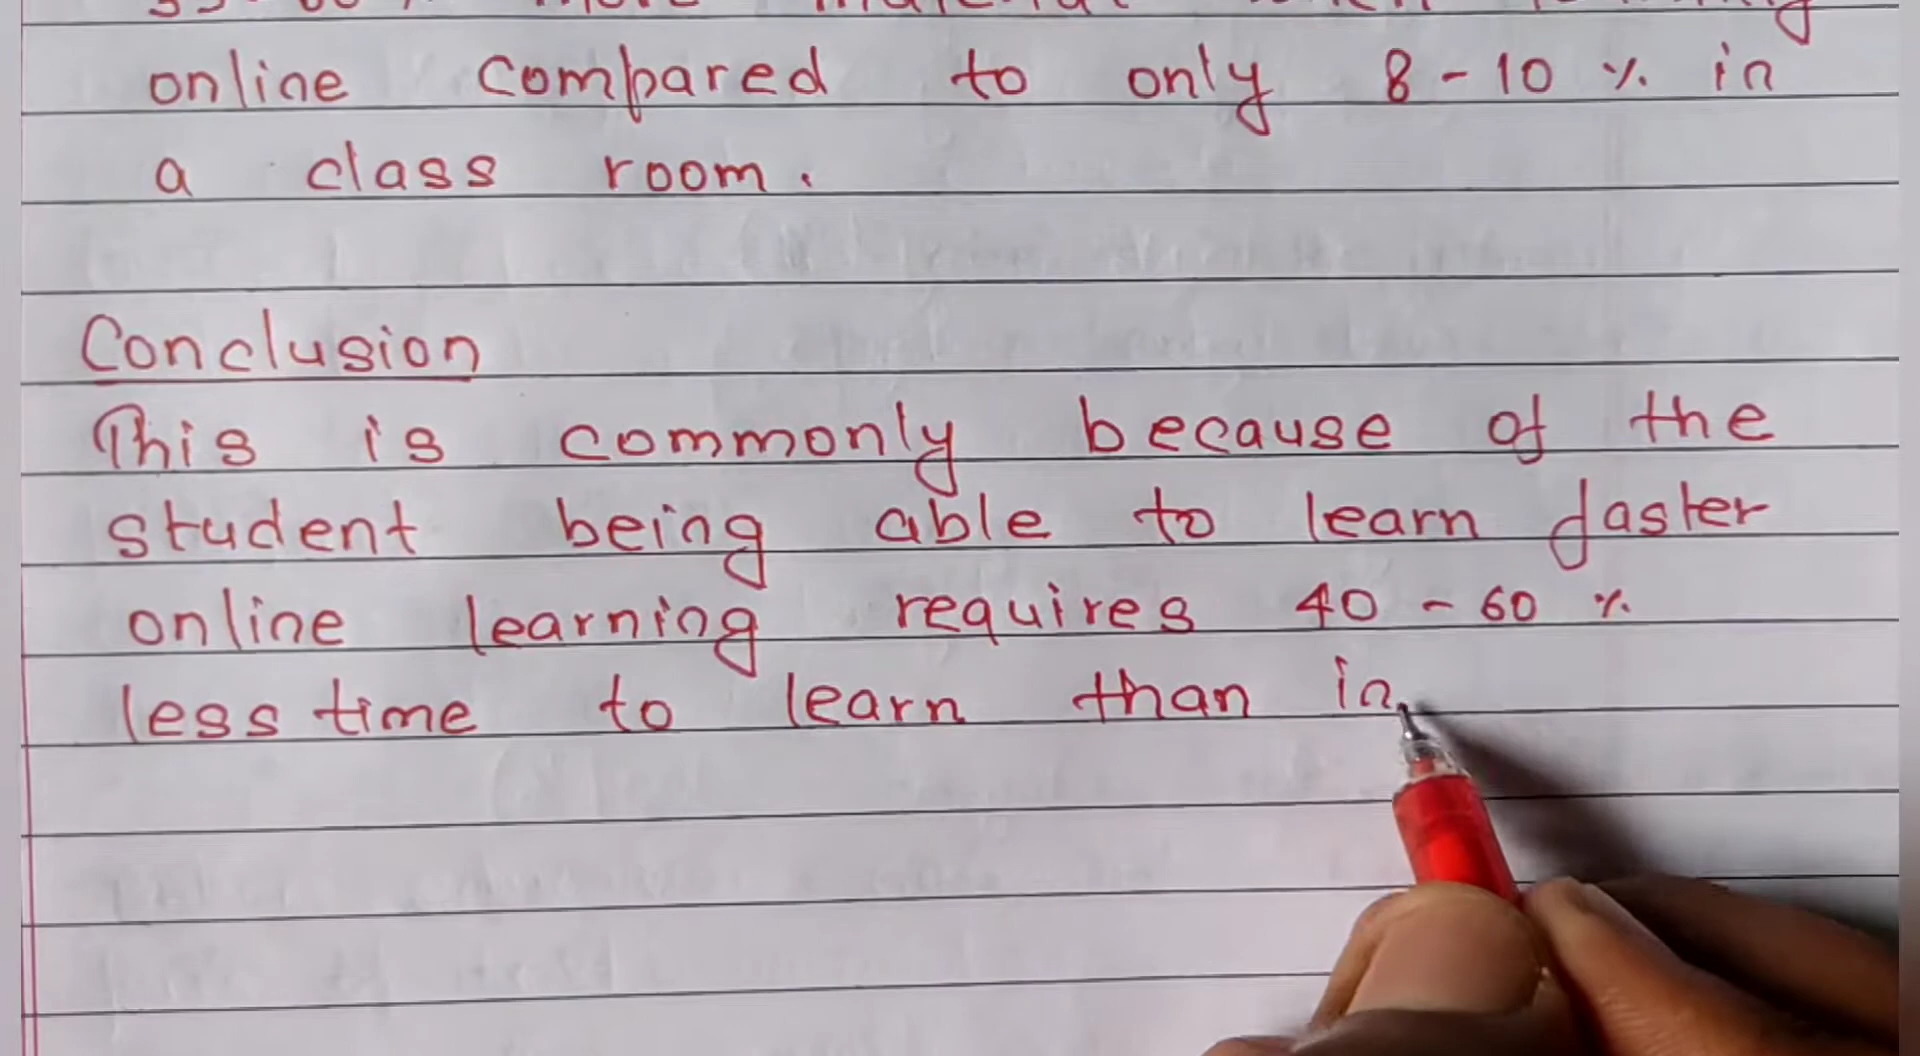 online compared to only 8-10 % in
a class room.
Conclusion
This is commonly because of the
student being able to learn faster
online learning requires 40-60 %
less time to learn than in